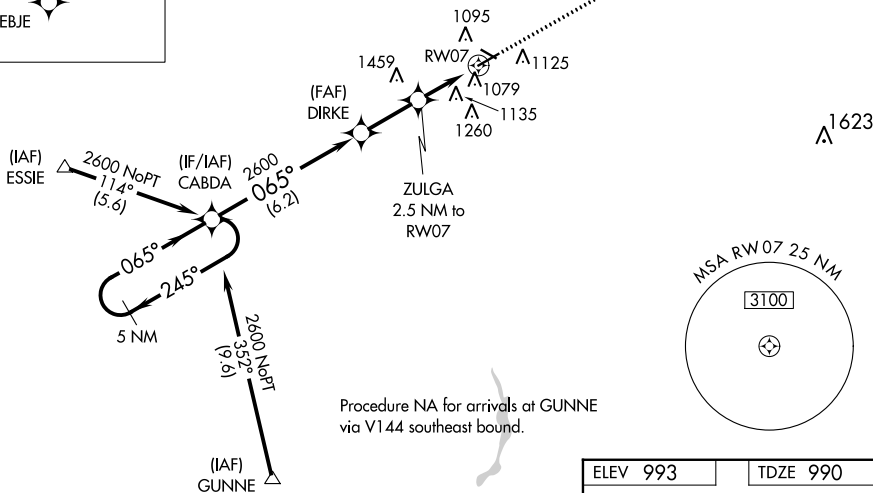 EBJE
1095
RW07
1459
1125
1079
1135
1260
1623
(FAF)
DIRKE
(IAF)
ESSIE
2600 NoPT
114°
(5.6)
(IF/IAF)
CABDA
2600
065°
(6.2)
ZULGA
2.5 NM to
RW07
065°
245°
5 NM
2600 NoPT
352°
(9.6)
MSA RW 07 25 NM
3100
Procedure NA for arrivals at GUNNE
via V144 southeast bound.
(IAF)
GUNNE
ELEV 993
TDZE 990